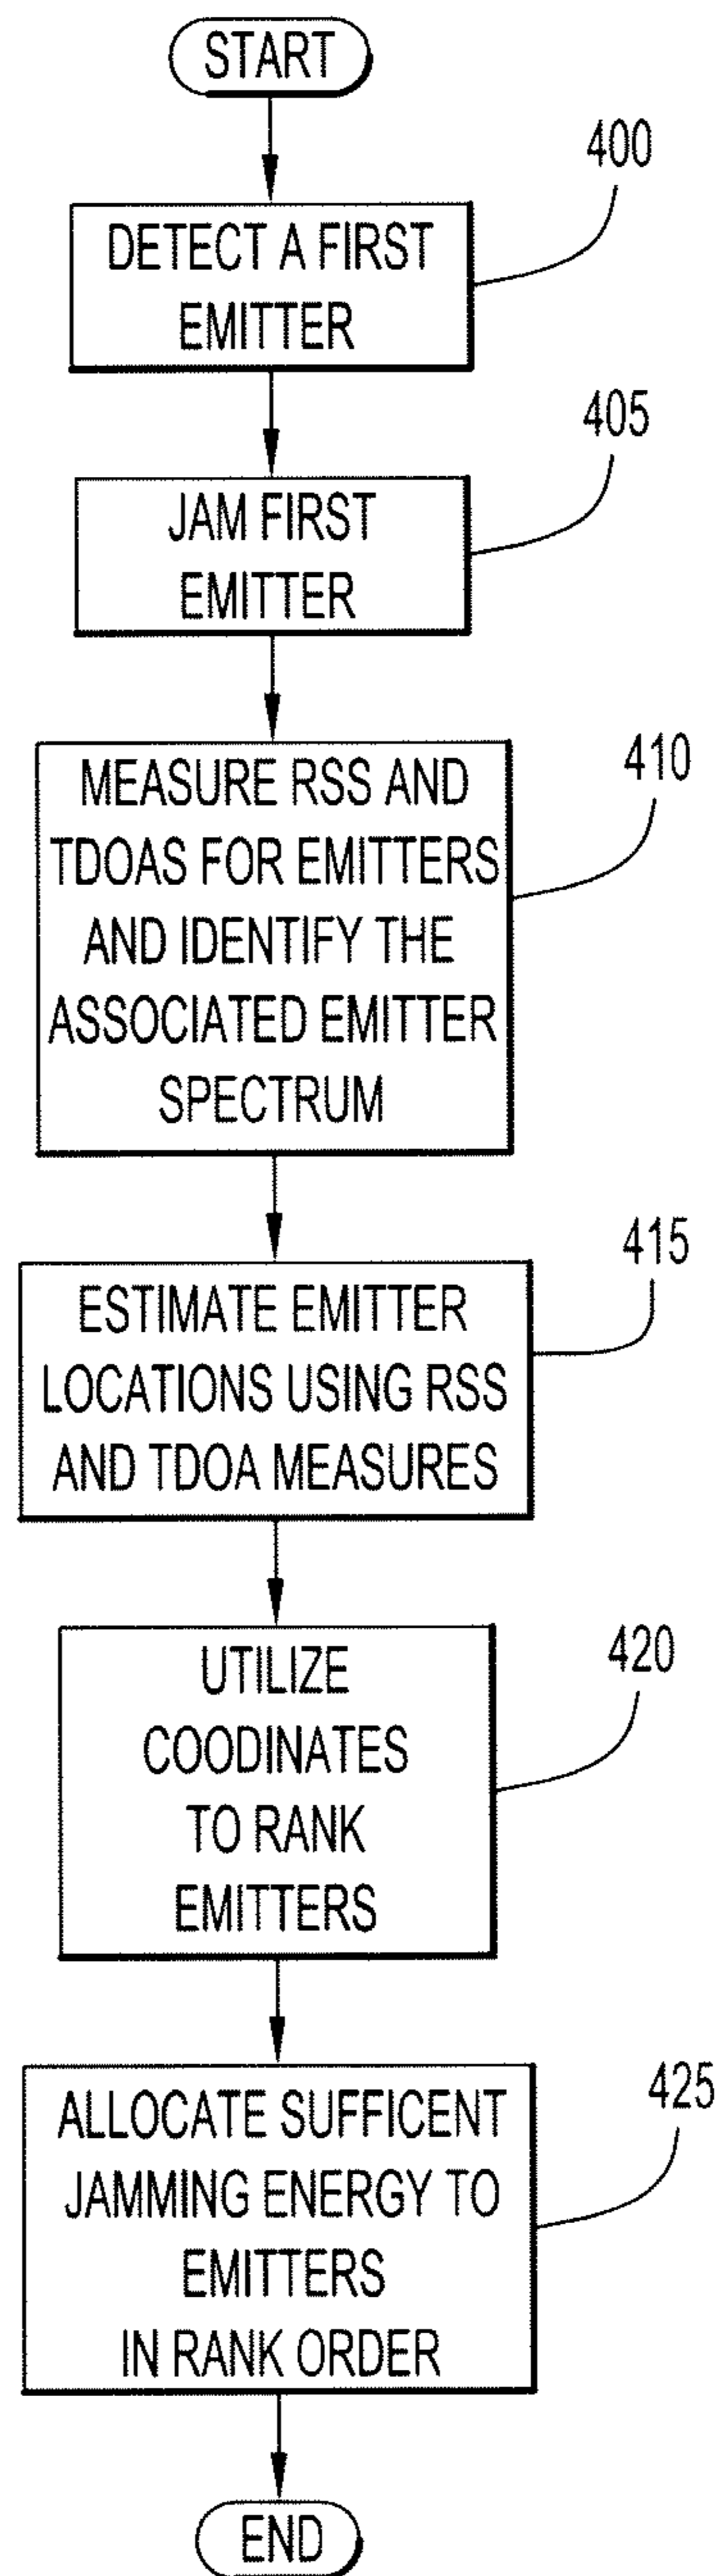 START
400
DETECT A FIRST
EMITTER
405
JAM FIRST
EMITTER
410
MEASURE RSS AND
TDOAS FOR EMITTERS
AND IDENTIFY THE
ASSOCIATED EMITTER
SPECTRUM
415
ESTIMATE EMITTER
LOCATIONS USING RSS
AND TDOA MEASURES
420
UTILIZE
COODINATES
TO RANK
EMITTERS
425
ALLOCATE SUFFICENT
JAMMING ENERGY TO
EMITTERS
IN RANK ORDER
END